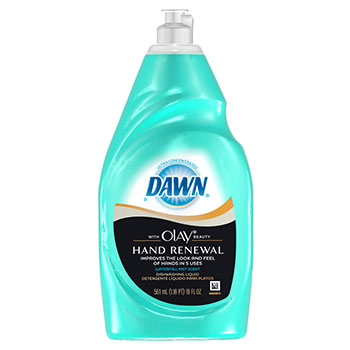 ULTRA CONCENTRATED
DAWN
WITH OLAY® BEAUTY
HAND RENEWAL
IMPROVES THE LOOK AND FEEL
OF HANDS IN 5 USES
WATERFALL MIST SCENT
DISHWASHING LIQUID
DETERGENTE LÍQUIDO PARA PLATOS
561 mL (1.18 PT) 19 FL OZ